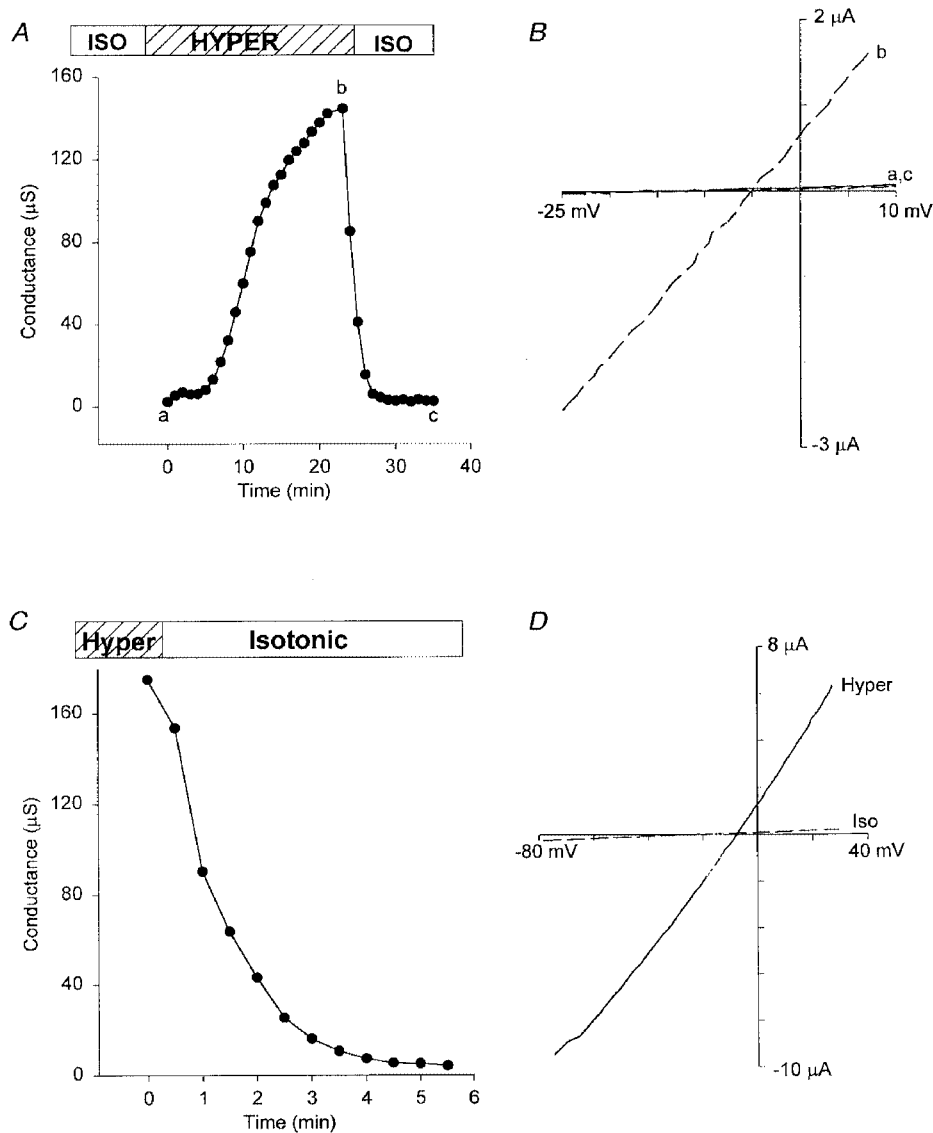 A
ISO HYPER ISO
160
120
80
40
0
Conductance (µS)
a
b
c
0 10 20 30 40
Time (min)
B
2 µA
b
a,c
-25 mV
10 mV
-3 µA
C
Hyper Isotonic
160
120
80
40
0
Conductance (µS)
0 1 2 3 4 5 6
Time (min)
D
8 µA
Hyper
Iso
-80 mV
40 mV
-10 µA